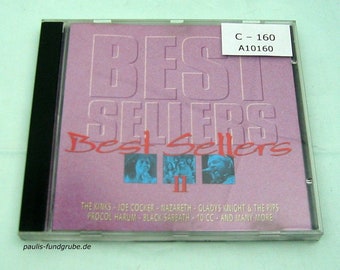 C - 160
A10160
BEST
SELLERS
Best Sellers
II
THE KINKS - JOE COCKER - NAZARETH - GLADYS KNIGHT & THE PIPS
PROCOL HARUM - BLACK SABBATH - 10 CC - AND MANY MORE
paulis-fundgrube.de